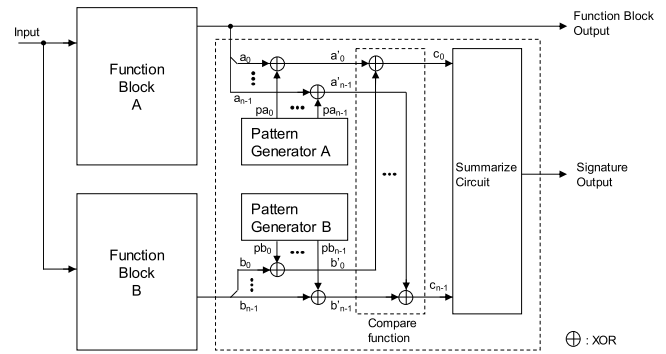 Input
Function
Block
A
Function Block
Output
a0
a'0
c0
an-1
a'n-1
pa0
pan-1
Pattern
Generator A
Summarize
Circuit
Signature
Output
Pattern
Generator B
Function
Block
B
pb0
pbn-1
b0
b'0
bn-1
b'n-1
cn-1
Compare
function
: XOR